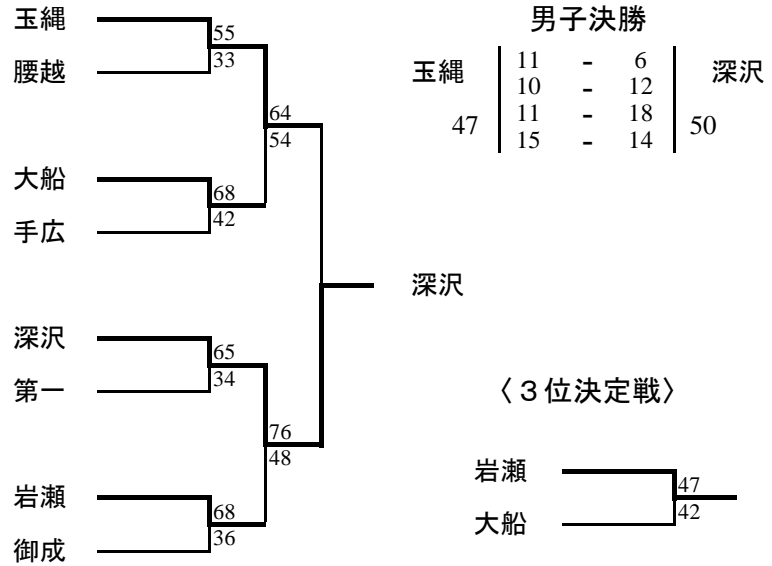 玉縄
55
33
腰越
64
54
大船
68
42
手広
深沢
深沢
65
34
第一
76
48
岩瀬
68
36
御成
男子決勝
玉縄 11 - 6 深沢
10 - 12
47 11 - 18 50
15 - 14
〈３位決定戦〉
岩瀬
47
42
大船